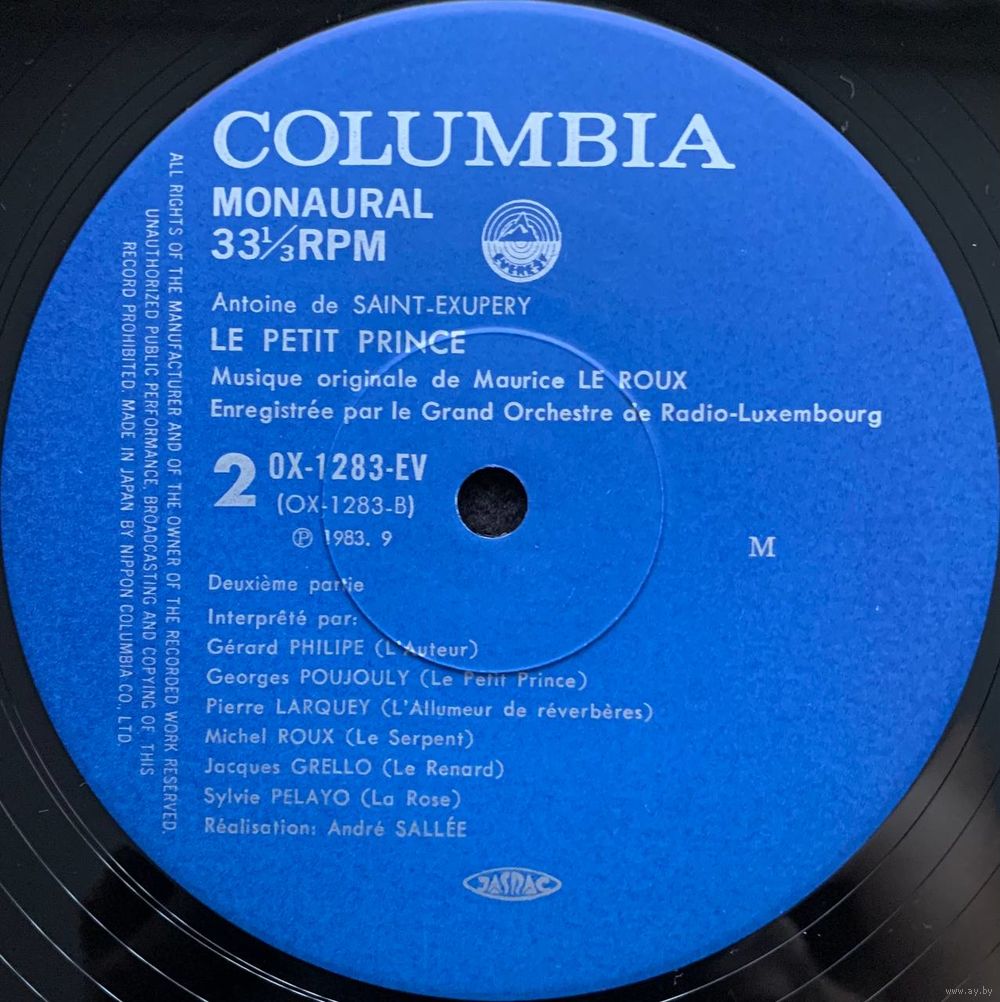 COLUMBIA
MONAURAL
33⅓RPM
EVEREST
Antoine de SAINT-EXUPERY
LE PETIT PRINCE
Musique originale de Maurice LE ROUX
Enregistrée par le Grand Orchestre de Radio-Luxembourg
2 OX-1283-EV
(OX-1283-B)
Ⓟ 1983. 9
M
Deuxième partie
Interprêté par:
Gérard PHILIPE (L'Auteur)
Georges POUJOULY (Le Petit Prince)
Pierre LARQUEY (L'Allumeur de réverbères)
Michel ROUX (Le Serpent)
Jacques GRELLO (Le Renard)
Sylvie PELAYO (La Rose)
Réalisation: André SALLÉE
JASRAC
ALL RIGHTS OF THE MANUFACTURER AND OF THE OWNER OF THE RECORDED WORK RESERVED.
UNAUTHORIZED PUBLIC PERFORMANCE, BROADCASTING AND COPYING OF THIS
RECORD PROHIBITED MADE IN JAPAN BY NIPPON COLUMBIA CO., LTD.
www.ay.by